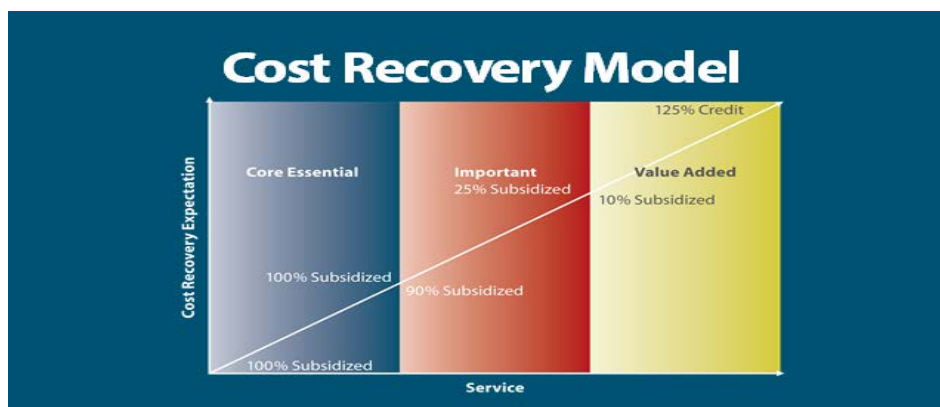 Cost Recovery Model
125% Credit
Core Essential
Important
Value Added
25% Subsidized
10% Subsidized
100% Subsidized
90% Subsidized
100% Subsidized
Cost Recovery Expectation
Service